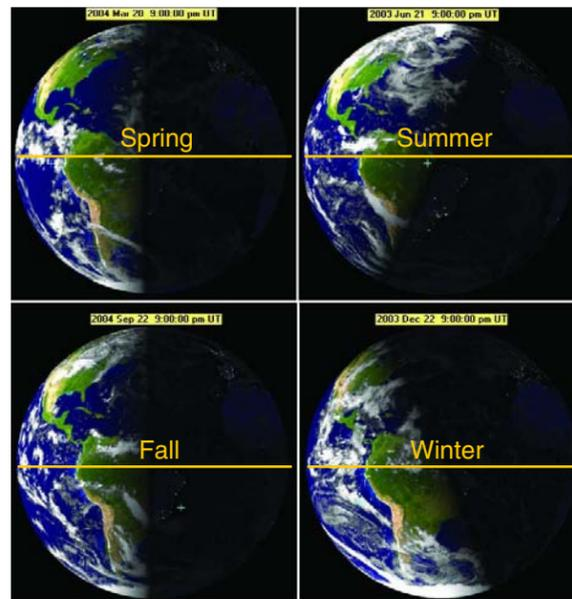 2004 Mar 20 9:00:00 pm UT
2003 Jun 21 9:00:00 pm UT
Spring
Summer
2004 Sep 22 9:00:00 pm UT
2003 Dec 22 9:00:00 pm UT
Fall
Winter